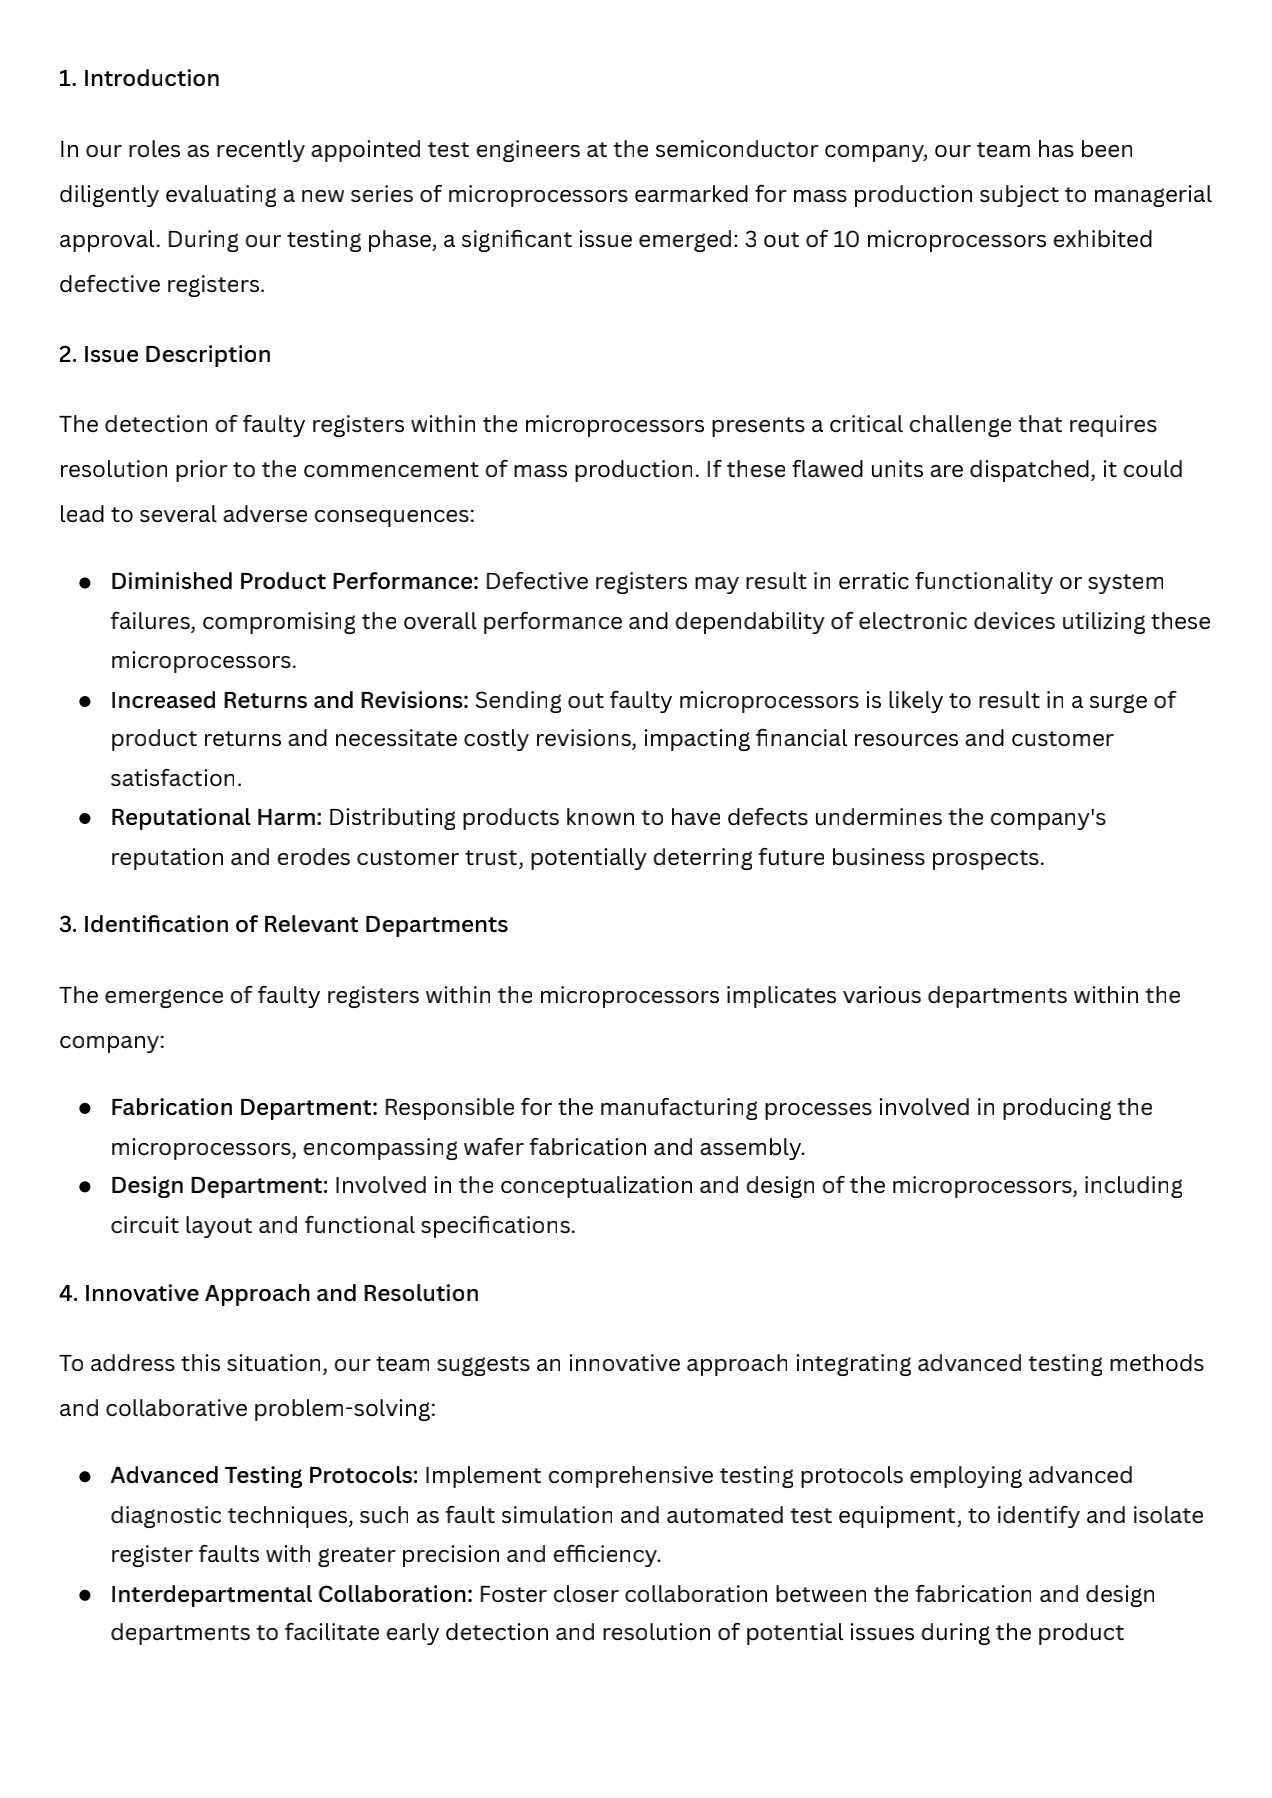 1. Introduction
In our roles as recently appointed test engineers at the semiconductor company, our team has been
diligently evaluating a new series of microprocessors earmarked for mass production subject to managerial
approval. During our testing phase, a significant issue emerged: 3 out of 10 microprocessors exhibited
defective registers.
2. Issue Description
The detection of faulty registers within the microprocessors presents a critical challenge that requires
resolution prior to the commencement of mass production. If these flawed units are dispatched, it could
lead to several adverse consequences:
● Diminished Product Performance: Defective registers may result in erratic functionality or system
failures, compromising the overall performance and dependability of electronic devices utilizing these
microprocessors.
● Increased Returns and Revisions: Sending out faulty microprocessors is likely to result in a surge of
product returns and necessitate costly revisions, impacting financial resources and customer
satisfaction.
● Reputational Harm: Distributing products known to have defects undermines the company's
reputation and erodes customer trust, potentially deterring future business prospects.
3. Identification of Relevant Departments
The emergence of faulty registers within the microprocessors implicates various departments within the
company:
● Fabrication Department: Responsible for the manufacturing processes involved in producing the
microprocessors, encompassing wafer fabrication and assembly.
● Design Department: Involved in the conceptualization and design of the microprocessors, including
circuit layout and functional specifications.
4. Innovative Approach and Resolution
To address this situation, our team suggests an innovative approach integrating advanced testing methods
and collaborative problem-solving:
● Advanced Testing Protocols: Implement comprehensive testing protocols employing advanced
diagnostic techniques, such as fault simulation and automated test equipment, to identify and isolate
register faults with greater precision and efficiency.
● Interdepartmental Collaboration: Foster closer collaboration between the fabrication and design
departments to facilitate early detection and resolution of potential issues during the product